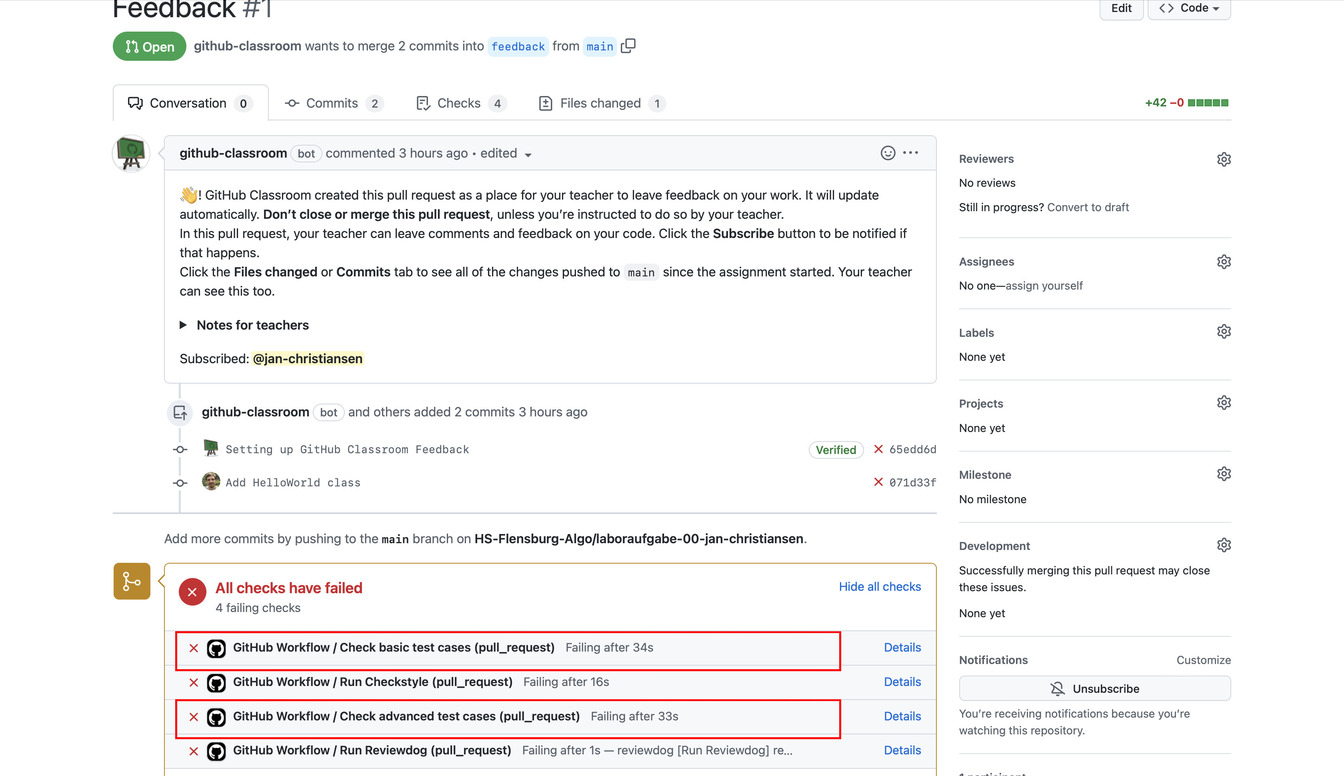 Feedback #1
Edit
<> Code
Open
github-classroom wants to merge 2 commits into feedback from main
Conversation 0
Commits 2
Checks 4
Files changed 1
+42 −0
github-classroom bot commented 3 hours ago • edited
👋! GitHub Classroom created this pull request as a place for your teacher to leave feedback on your work. It will update
automatically. Don’t close or merge this pull request, unless you’re instructed to do so by your teacher.
In this pull request, your teacher can leave comments and feedback on your code. Click the Subscribe button to be notified if
that happens.
Click the Files changed or Commits tab to see all of the changes pushed to main since the assignment started. Your teacher
can see this too.
Notes for teachers
Subscribed: @jan-christiansen
github-classroom bot and others added 2 commits 3 hours ago
Setting up GitHub Classroom Feedback
Verified
65edd6d
Add HelloWorld class
071d33f
Add more commits by pushing to the main branch on HS-Flensburg-Algo/laboraufgabe-00-jan-christiansen.
All checks have failed
4 failing checks
Hide all checks
GitHub Workflow / Check basic test cases (pull_request) Failing after 34s
Details
GitHub Workflow / Run Checkstyle (pull_request) Failing after 16s
Details
GitHub Workflow / Check advanced test cases (pull_request) Failing after 33s
Details
GitHub Workflow / Run Reviewdog (pull_request) Failing after 1s — reviewdog [Run Reviewdog] re...
Details
Reviewers
No reviews
Still in progress? Convert to draft
Assignees
No one—assign yourself
Labels
None yet
Projects
None yet
Milestone
No milestone
Development
Successfully merging this pull request may close
these issues.
None yet
Notifications
Customize
Unsubscribe
You’re receiving notifications because you’re
watching this repository.
1 participant